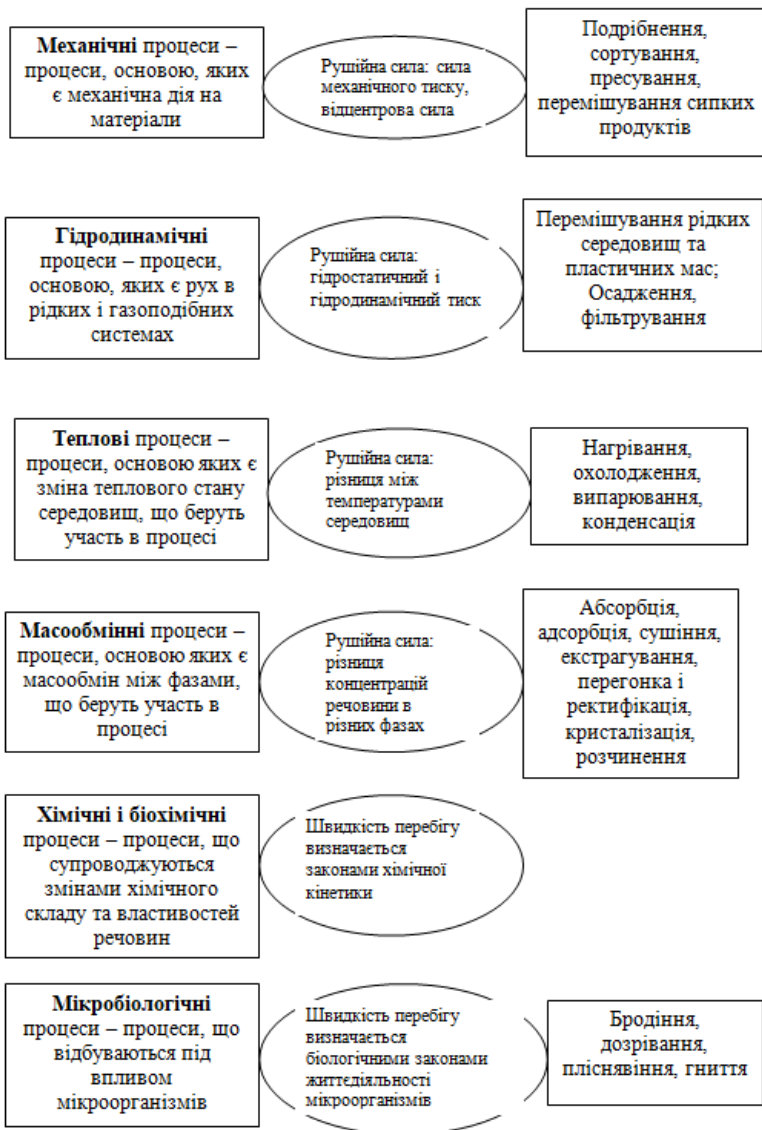 Механічні процеси –
процеси, основою, яких
є механічна дія на
матеріали
Рушійна сила: сила
механічного тиску,
відцентрова сила
Подрібнення,
сортування,
пресування,
перемішування сипких
продуктів
Гідродинамічні
процеси – процеси,
основою, яких є рух в
рідких і газоподібних
системах
Рушійна сила:
гідростатичний і
гідродинамічний тиск
Перемішування рідких
середовищ та
пластичних мас;
Осадження,
фільтрування
Теплові процеси –
процеси, основою яких є
зміна теплового стану
середовищ, що беруть
участь в процесі
Рушійна сила:
різниця між
температурами
середовищ
Нагрівання,
охолодження,
випарювання,
конденсація
Масообмінні процеси –
процеси, основою яких є
масообмін між фазами,
що беруть участь в
процесі
Рушійна сила:
різниця
концентрацій
речовини в
різних фазах
Абсорбція,
адсорбція, сушіння,
екстрагування,
перегонка і
ректифікація,
кристалізація,
розчинення
Хімічні і біохімічні
процеси – процеси, що
супроводжуються
змінами хімічного
складу та властивостей
речовин
Швидкість перебігу
визначається
законами хімічної
кінетики
Мікробіологічні
процеси – процеси, що
відбуваються під
впливом
мікроорганізмів
Швидкість перебігу
визначається
біологічними законами
життєдіяльності
мікроорганізмів
Бродіння,
дозрівання,
пліснявіння, гниття